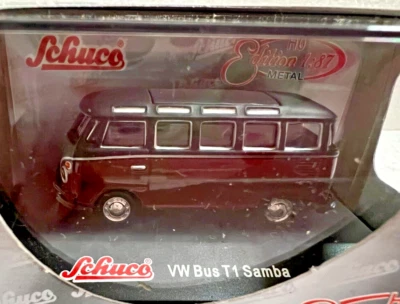 Schuco
Edition 1:87
METAL
Schuco VW Bus T1 Samba